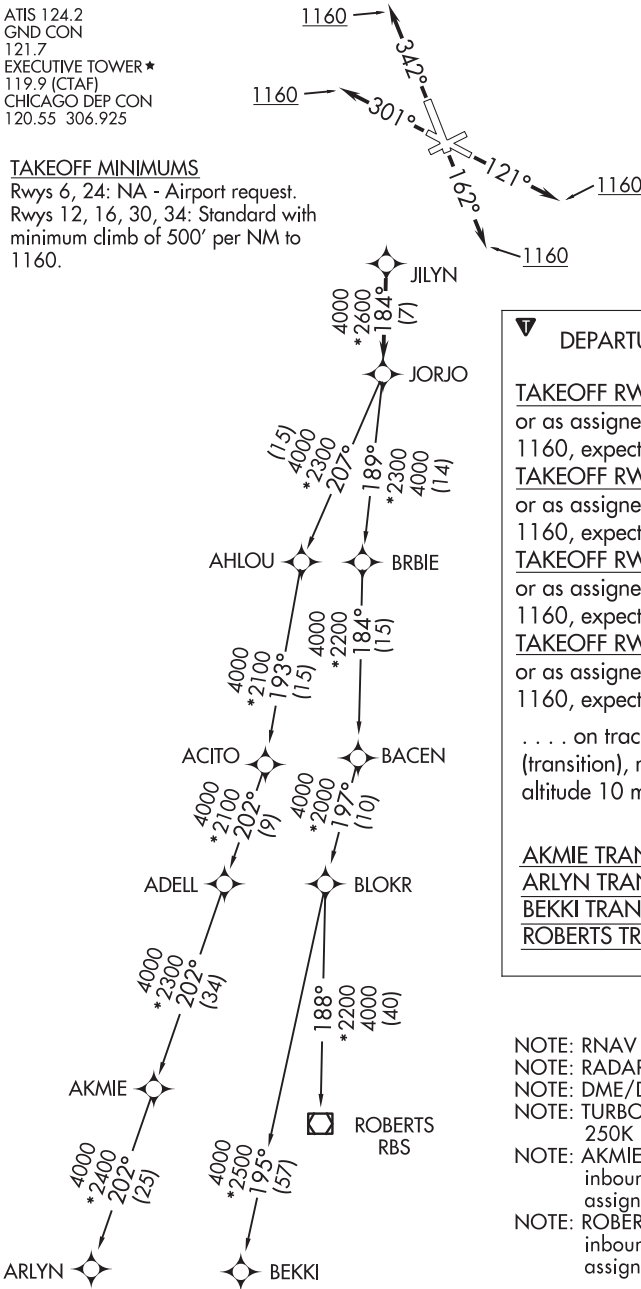 ATIS 124.2
GND CON
121.7
EXECUTIVE TOWER★
119.9 (CTAF)
CHICAGO DEP CON
120.55 306.925
TAKEOFF MINIMUMS
Rwys 6, 24: NA - Airport request.
Rwys 12, 16, 30, 34: Standard with
minimum climb of 500' per NM to
1160.
1160
342°
1160
301°
121°
1160
162°
1160
JILYN
4000
*2600
184°
(7)
JORJO
(15)
4000
*2300
207°
189°
*2300
4000
(14)
AHLOU
BRBIE
4000
*2100
193°
(15)
4000
*2200
184°
(15)
ACITO
BACEN
4000
*2100
202°
(9)
4000
*2000
197°
(10)
ADELL
BLOKR
4000
*2300
202°
(34)
188°
*2200
4000
(40)
AKMIE
ROBERTS
RBS
4000
*2400
202°
(25)
4000
*2500
195°
(57)
ARLYN
BEKKI
T
DEPARTU
TAKEOFF RW
or as assigne
1160, expect
TAKEOFF RW
or as assigne
1160, expect
TAKEOFF RW
or as assigne
1160, expect
TAKEOFF RW
or as assigne
1160, expect
. . . . on trac
(transition), r
altitude 10 m
AKMIE TRAN
ARLYN TRAN
BEKKI TRAN
ROBERTS TR
NOTE: RNAV
NOTE: RADAR
NOTE: DME/D
NOTE: TURBO
250K
NOTE: AKMIE
inboun
assign
NOTE: ROBER
inboun
assign